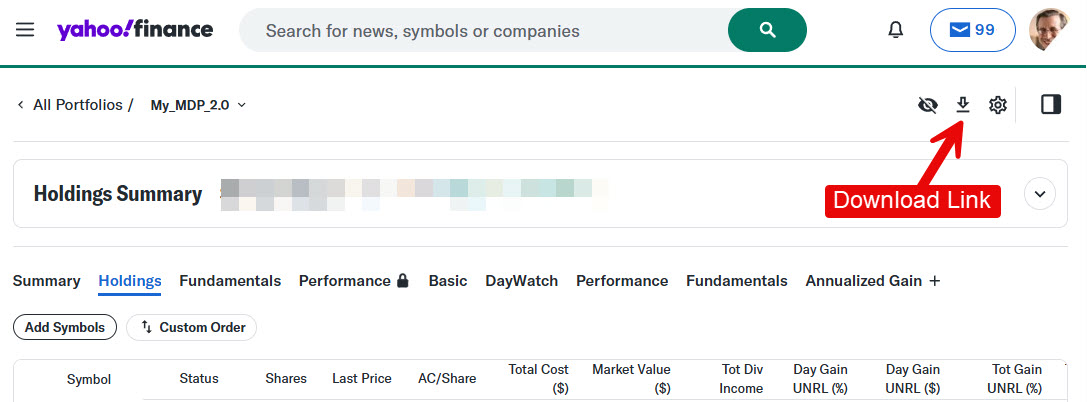 yahoo!finance
Search for news, symbols or companies
99
All Portfolios / My_MDP_2.0
Holdings Summary
Download Link
Summary Holdings Fundamentals Performance Basic DayWatch Performance Fundamentals Annualized Gain +
Add Symbols Custom Order
Symbol Status Shares Last Price AC/Share Total Cost ($) Market Value ($) Tot Div Income Day Gain UNRL (%) Day Gain UNRL ($) Tot Gain UNRL (%)